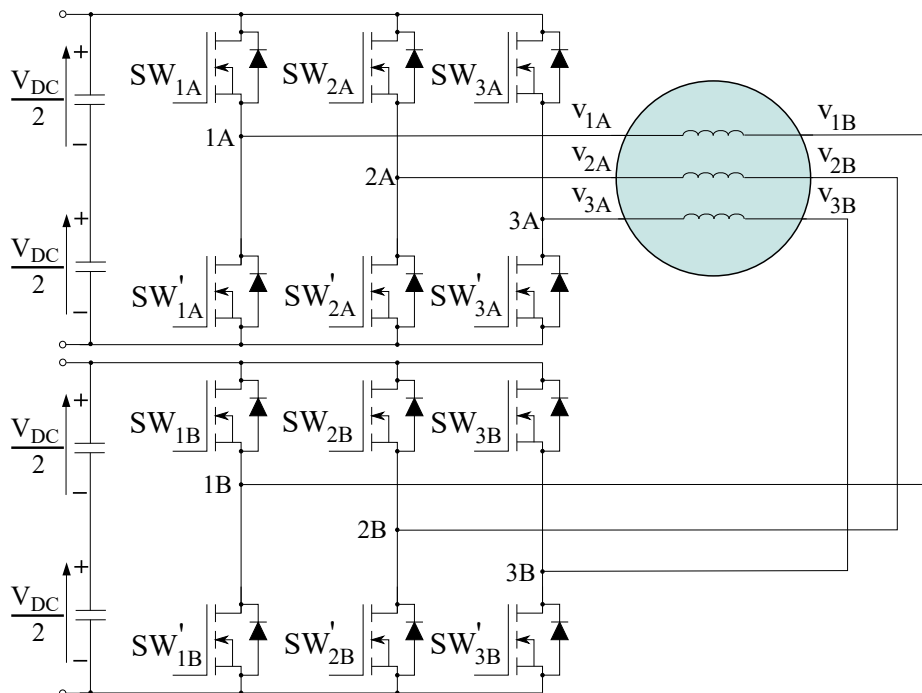 +
V_DC/2
−
SW_1A
SW_2A
SW_3A
1A
2A
3A
v_1A
v_2A
v_3A
v_1B
v_2B
v_3B
+
V_DC/2
−
SW'_1A
SW'_2A
SW'_3A
+
V_DC/2
−
SW_1B
SW_2B
SW_3B
1B
2B
3B
+
V_DC/2
−
SW'_1B
SW'_2B
SW'_3B